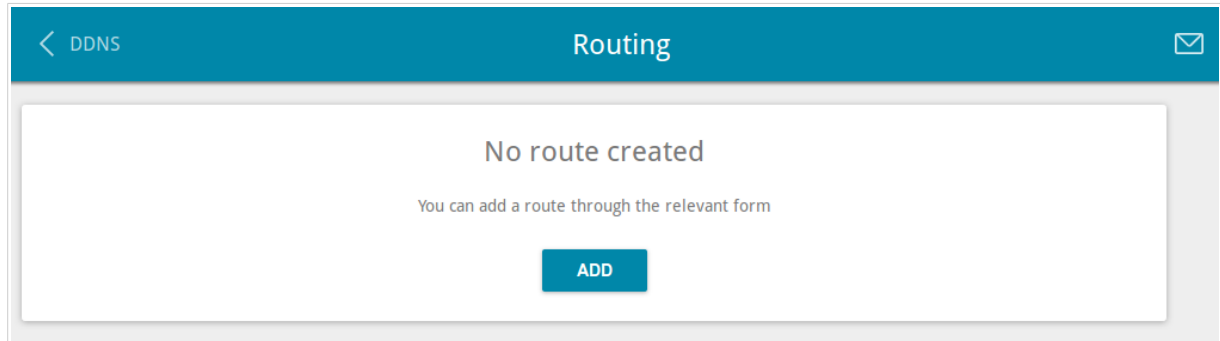 DDNS
Routing
No route created
You can add a route through the relevant form
ADD